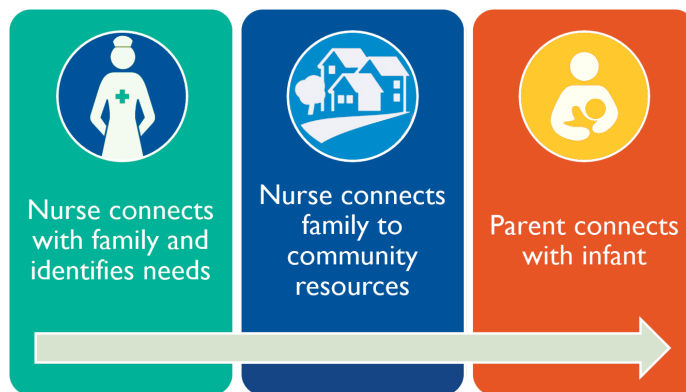 Nurse connects
with family and
identifies needs
Nurse connects
family to
community
resources
Parent connects
with infant